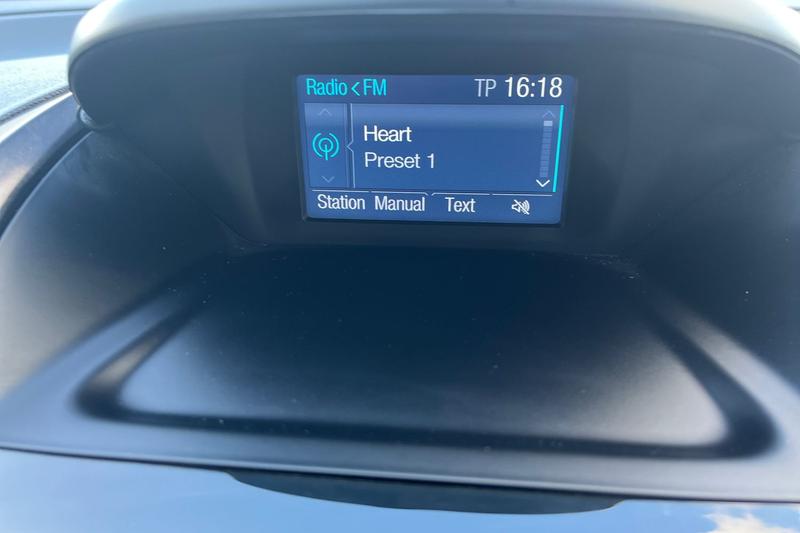 Radio < FM TP 16:18
Heart
Preset 1
Station Manual Text